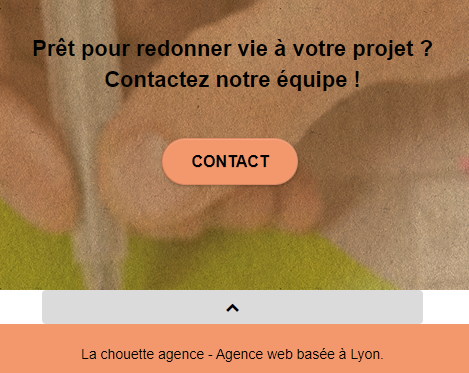 Prêt pour redonner vie à votre projet ?
Contactez notre équipe !
CONTACT
La chouette agence - Agence web basée à Lyon.